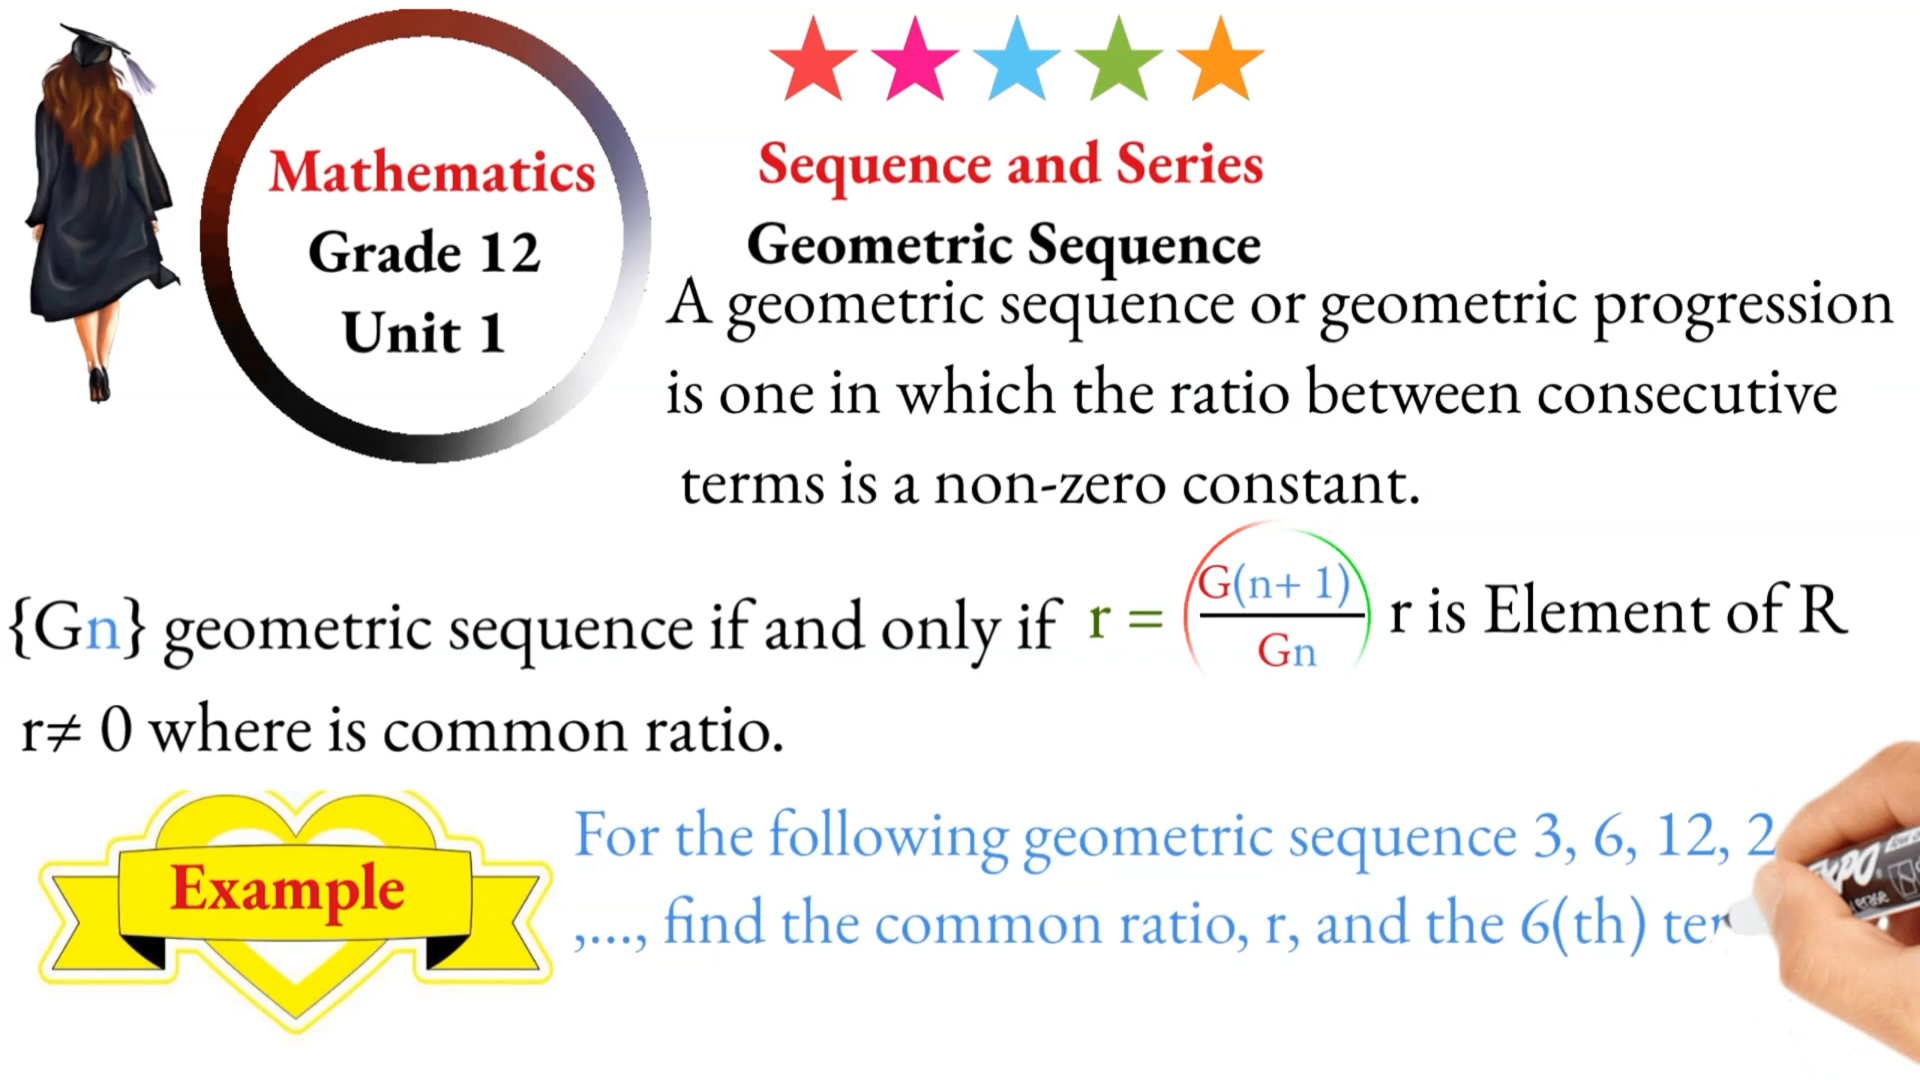 Mathematics
Grade 12
Unit 1
Sequence and Series
Geometric Sequence
A geometric sequence or geometric progression
is one in which the ratio between consecutive
terms is a non-zero constant.
{Gn} geometric sequence if and only if r = G(n+ 1)/Gn r is Element of R
r≠ 0 where is common ratio.
Example
For the following geometric sequence 3, 6, 12, 2
,..., find the common ratio, r, and the 6(th)